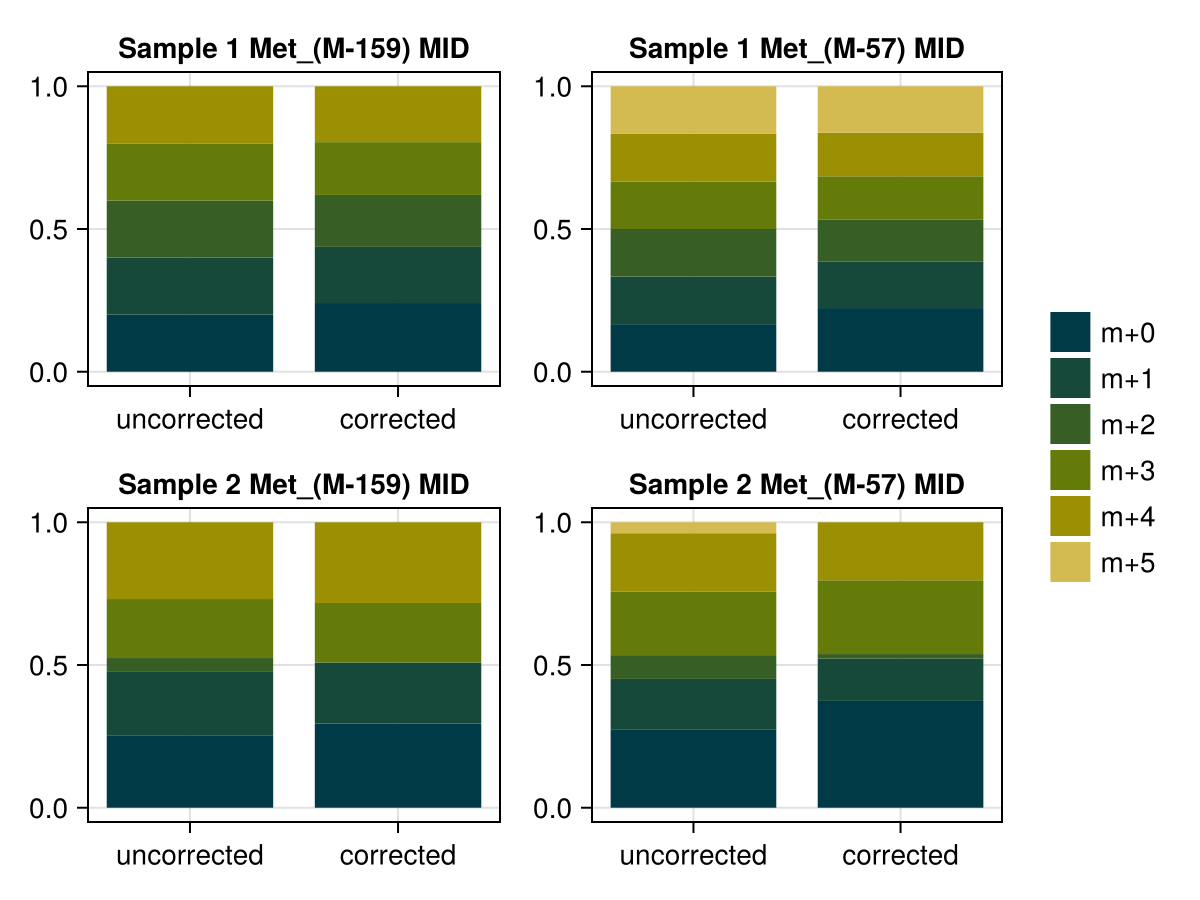 Sample 1 Met_(M-159) MID
1.0
0.5
0.0
uncorrected corrected
Sample 1 Met_(M-57) MID
1.0
0.5
0.0
uncorrected corrected
Sample 2 Met_(M-159) MID
1.0
0.5
0.0
uncorrected corrected
Sample 2 Met_(M-57) MID
1.0
0.5
0.0
uncorrected corrected
m+0
m+1
m+2
m+3
m+4
m+5